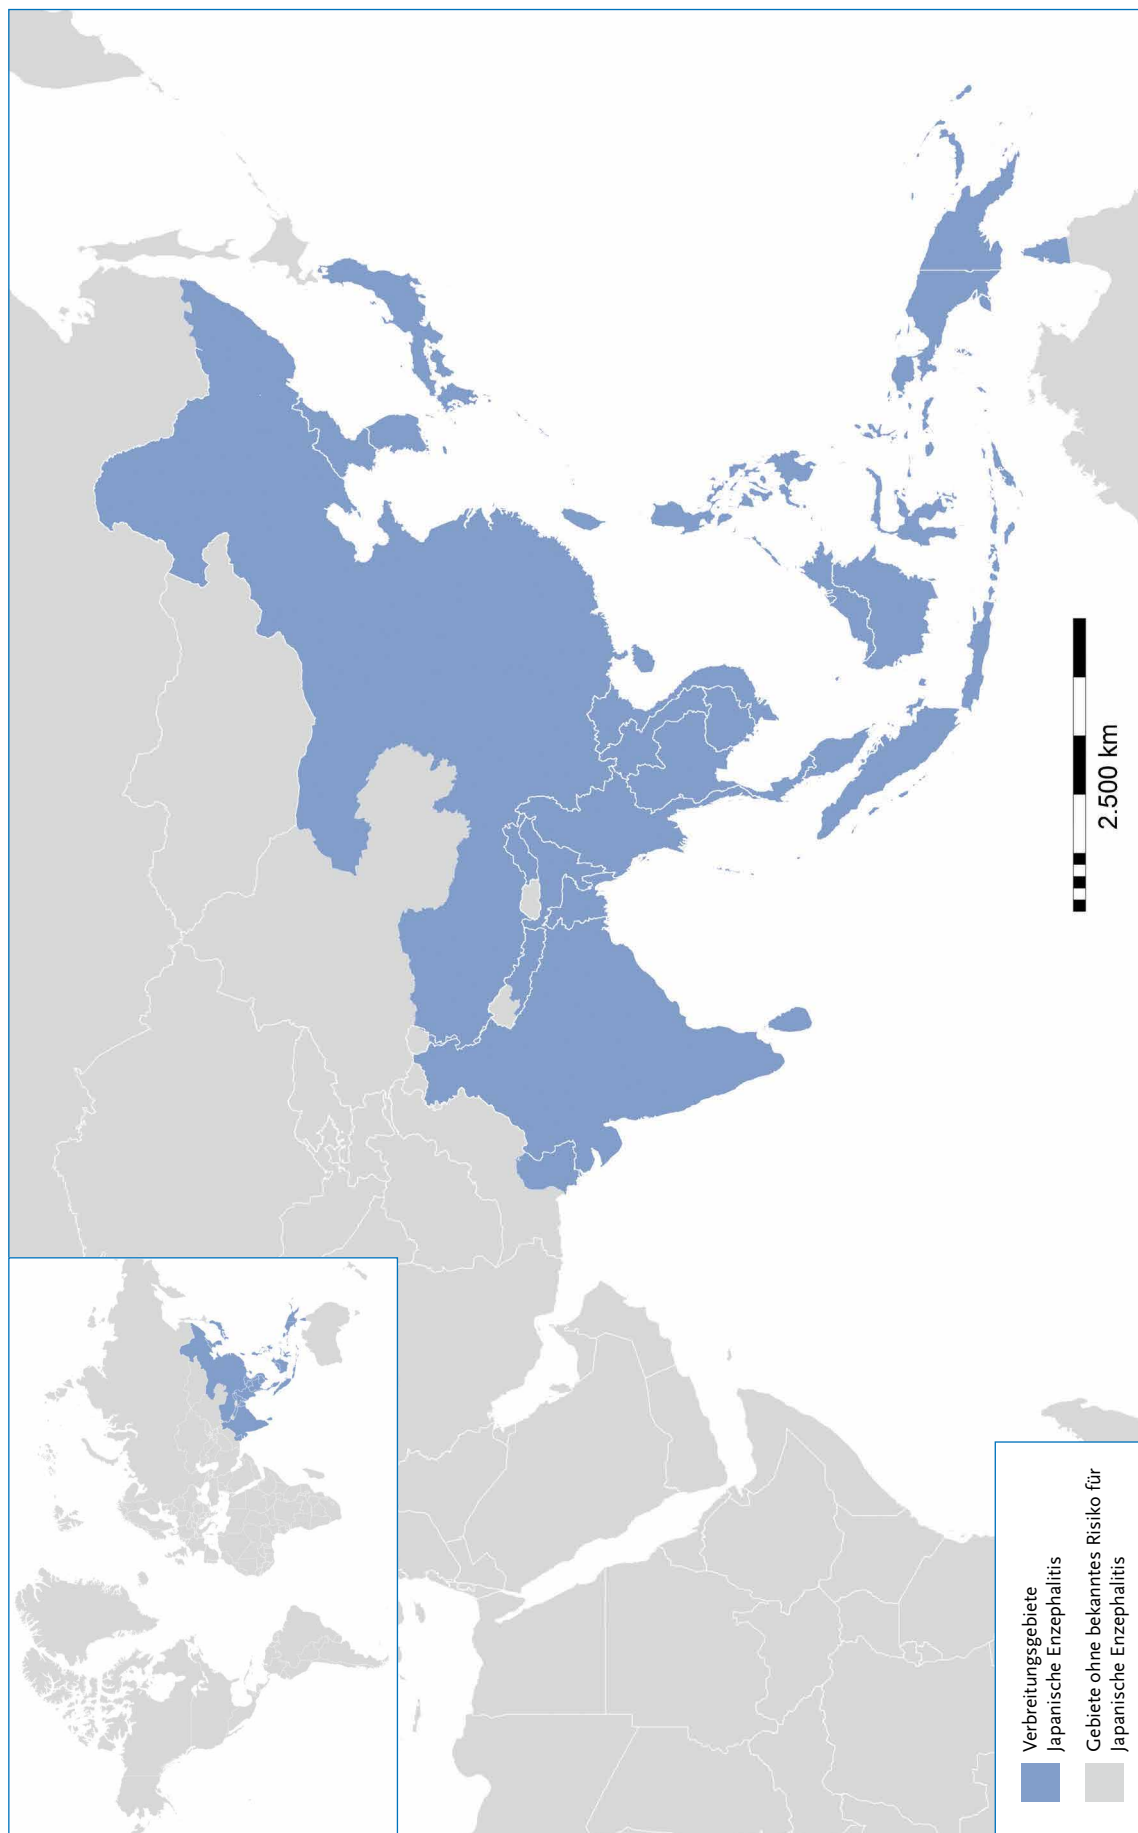 Verbreitungsgebiete
Japanische Enzephalitis
Gebiete ohne bekanntes Risiko für
Japanische Enzephalitis
2.500 km